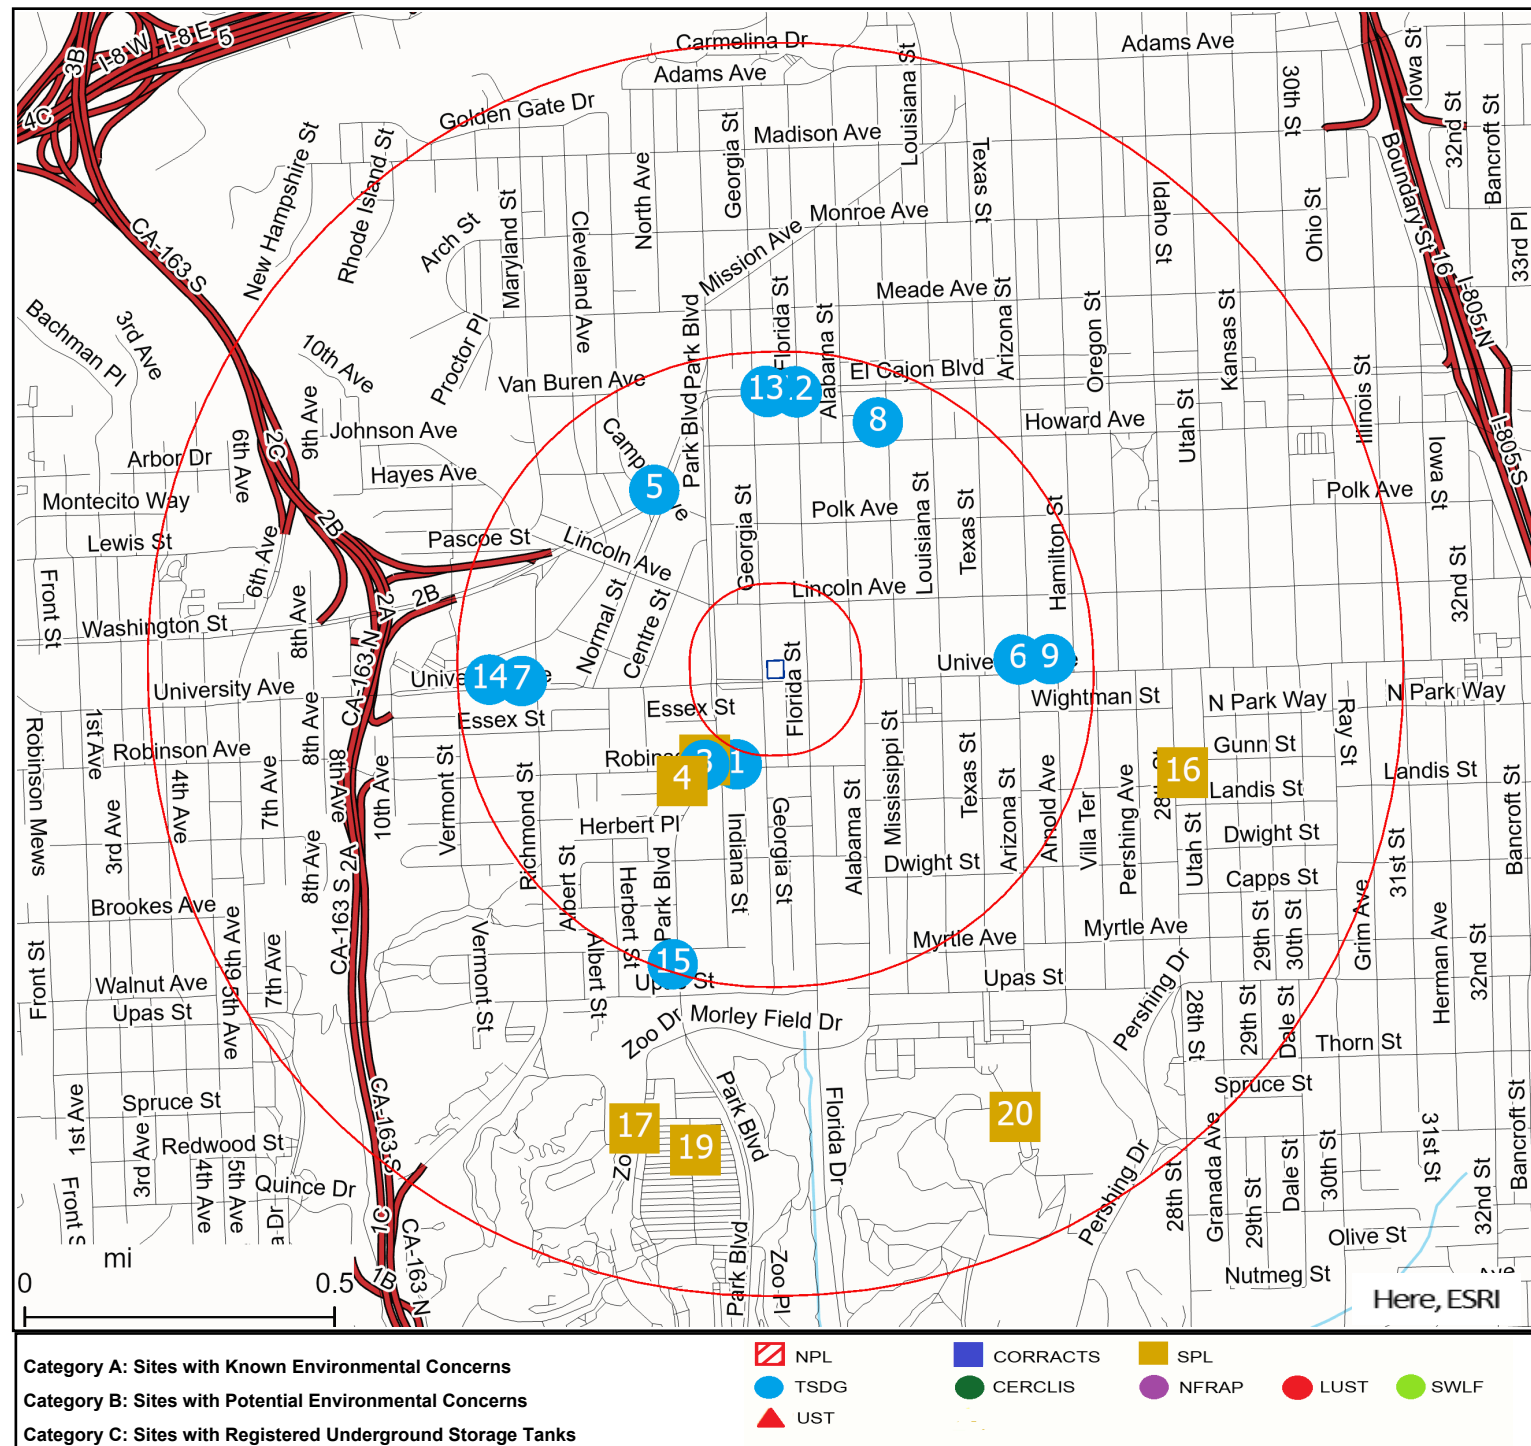 Carmelina Dr
Adams Ave
Adams Ave
I-8 W
I-8 E
5
3B
4C
Golden Gate Dr
Madison Ave
Louisiana St
Georgia St
North Ave
Texas St
30th St
Iowa St
32nd St
Bancroft St
Boundary St
New Hampshire St
Rhode Island St
Arch St
Maryland St
Cleveland Ave
Monroe Ave
Mission Ave
Idaho St
Ohio St
33rd Pl
CA-163 S
16
I-805 N
Meade Ave
Florida St
Alabama St
Arizona St
Oregon St
Kansas St
Bachman Pl
3rd Ave
10th Ave
Proctor Pl
Park Blvd
Van Buren Ave
El Cajon Blvd
Illinois St
13
2
8
Howard Ave
Utah St
Park Blvd
9th Ave
Johnson Ave
6th Ave
2C
Arbor Dr
Hayes Ave
Iowa St
I-805 S
Montecito Way
5
Polk Ave
Polk Ave
Louisiana St
Texas St
Hamilton St
Georgia St
2B
Lewis St
Pascoe St
Lincoln Ave
Lincoln Ave
32nd St
Front St
6th Ave
8th Ave
2A
2B
Normal St
Centre St
Washington St
CA-163 N
Florida St
6
9
14
7
University Ave
Wightman St
N Park Way
N Park Way
Essex St
Essex St
Robinson Mews
1st Ave
Robinson Ave
8th Ave
8th Ave
10th Ave
Vermont St
Richmond St
3
1
4
16
Gunn St
Ray St
Landis St
Landis St
4th Ave
7th Ave
3rd Ave
Mississippi St
Texas St
Arizona St
Arnold Ave
Villa Ter
Pershing Ave
Utah St
Herbert Pl
Dwight St
Dwight St
Indiana St
Georgia St
Alabama St
31st St
Bancroft St
8th Ave
2A
CA-163 S
Albert St
Herbert St
Park Blvd
Capps St
Brookes Ave
Myrtle Ave
Myrtle Ave
29th St
30th St
Grim Ave
Herman Ave
32nd St
Front St
5th Ave
7th Ave
Vermont St
Albert St
15
Walnut Ave
Upas St
Upas St
Pershing Dr
5th Ave
Zoo Dr
Morley Field Dr
28th St
29th St
Dale St
Thorn St
Spruce St
Spruce St
1st Ave
CA-163 S
Park Blvd
Florida Dr
17
19
20
Redwood St
3rd Ave
4th Ave
5th Ave
Quince Dr
Pershing Dr
28th St
Granada Ave
29th St
Dale St
30th St
31st St
32nd St
Bancroft St
CA-163 N
1B
Park Blvd
Zoo Pl
Olive St
Nutmeg St
mi
0
0.5
Here, ESRI
Category A: Sites with Known Environmental Concerns
Category B: Sites with Potential Environmental Concerns
Category C: Sites with Registered Underground Storage Tanks
NPL
CORRACTS
SPL
TSDG
CERCLIS
NFRAP
LUST
SWLF
UST